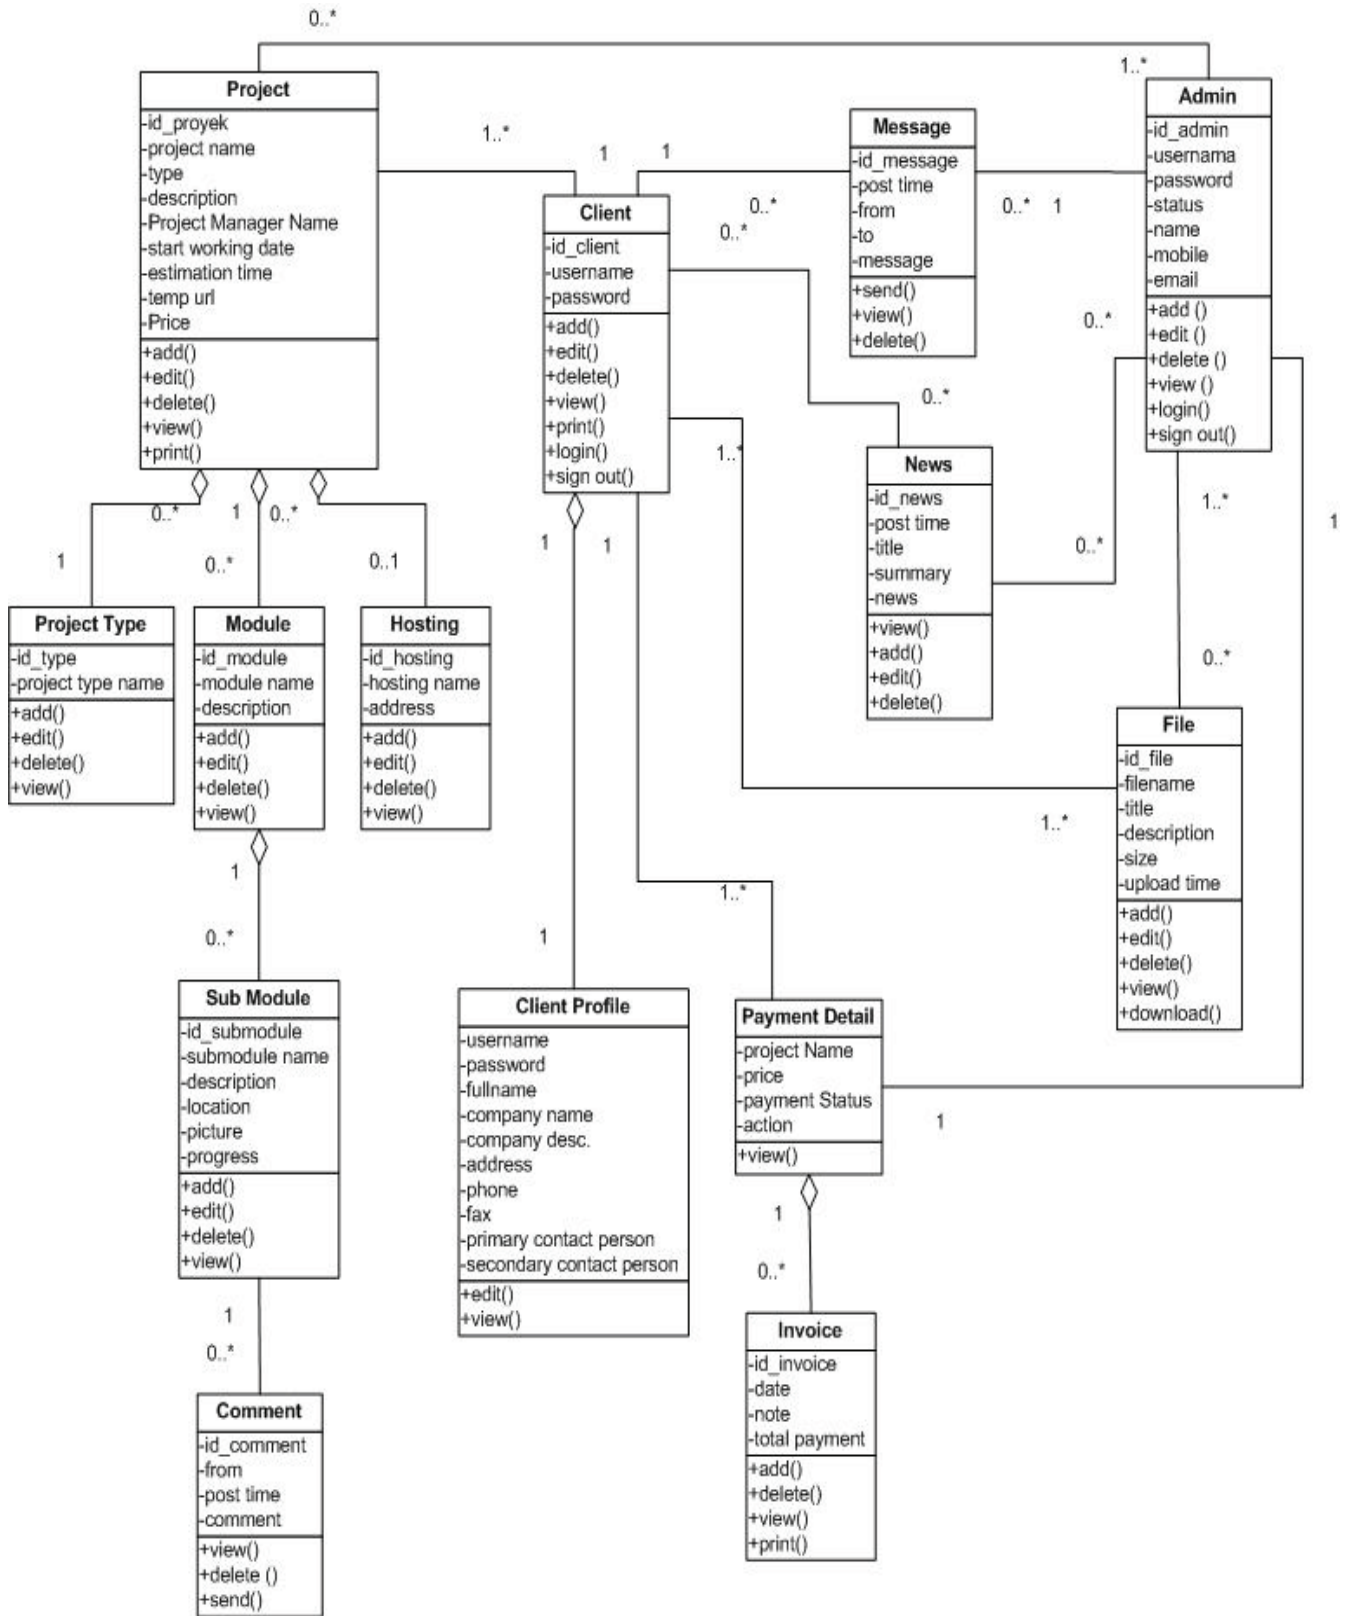 0..*
1..*
Project
-id_proyek
-project name
-type
-description
-Project Manager Name
-start working date
-estimation time
-temp url
-Price
+add()
+edit()
+delete()
+view()
+print()
1..*
1
1
Client
-id_client
-username
-password
+add()
+edit()
+delete()
+view()
+print()
+login()
+sign out()
0..*
0..*
Message
-id_message
-post time
-from
-to
-message
+send()
+view()
+delete()
0..*
1
Admin
-id_admin
-usernama
-password
-status
-name
-mobile
-email
+add ()
+edit ()
+delete ()
+view ()
+login()
+sign out()
0..*
0..*
1..*
News
-id_news
-post time
-title
-summary
-news
+view()
+add()
+edit()
+delete()
0..*
1..*
1
0..*
1
0..*
1
0..*
0..1
1
1
0..*
Project Type
-id_type
-project type name
+add()
+edit()
+delete()
+view()
Module
-id_module
-module name
-description
+add()
+edit()
+delete()
+view()
Hosting
-id_hosting
-hosting name
-address
+add()
+edit()
+delete()
+view()
File
-id_file
-filename
-title
-description
-size
-upload time
+add()
+edit()
+delete()
+view()
+download()
1..*
1
0..*
1
1..*
Sub Module
-id_submodule
-submodule name
-description
-location
-picture
-progress
+add()
+edit()
+delete()
+view()
Client Profile
-username
-password
-fullname
-company name
-company desc.
-address
-phone
-fax
-primary contact person
-secondary contact person
+edit()
+view()
Payment Detail
-project Name
-price
-payment Status
-action
+view()
1
1
0..*
1
0..*
Invoice
-id_invoice
-date
-note
-total payment
+add()
+delete()
+view()
+print()
Comment
-id_comment
-from
-post time
-comment
+view()
+delete ()
+send()